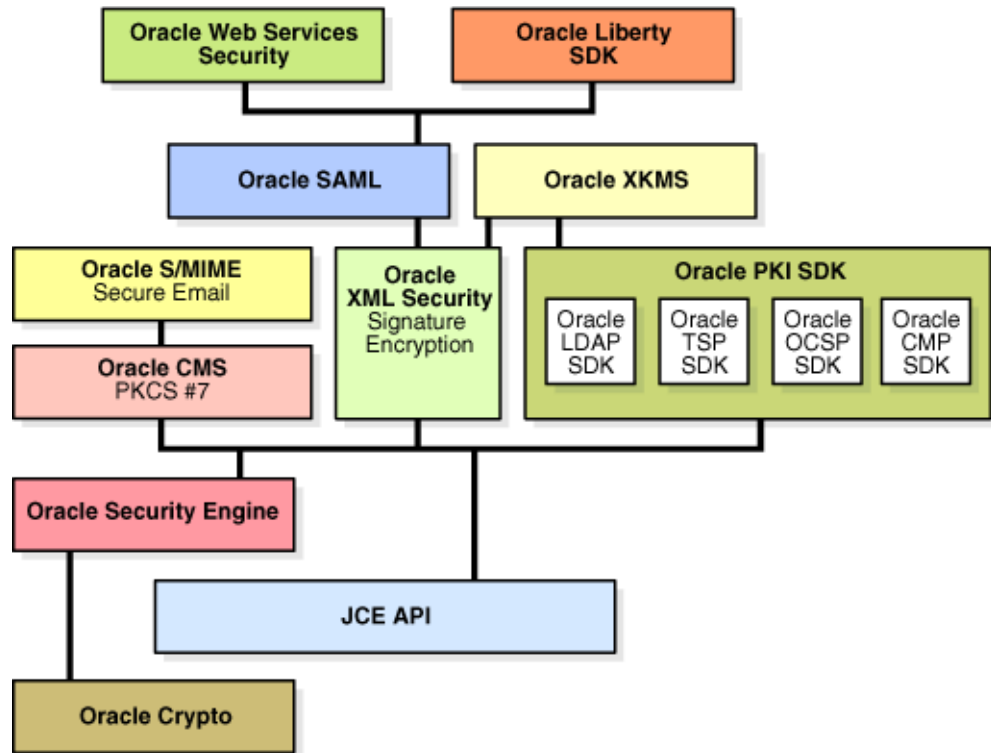 Oracle Web Services
Security
Oracle Liberty
SDK
Oracle SAML
Oracle XKMS
Oracle S/MIME
Secure Email
Oracle
XML Security
Signature
Encryption
Oracle PKI SDK
Oracle
LDAP
SDK
Oracle
TSP
SDK
Oracle
OCSP
SDK
Oracle
CMP
SDK
Oracle CMS
PKCS #7
Oracle Security Engine
JCE API
Oracle Crypto